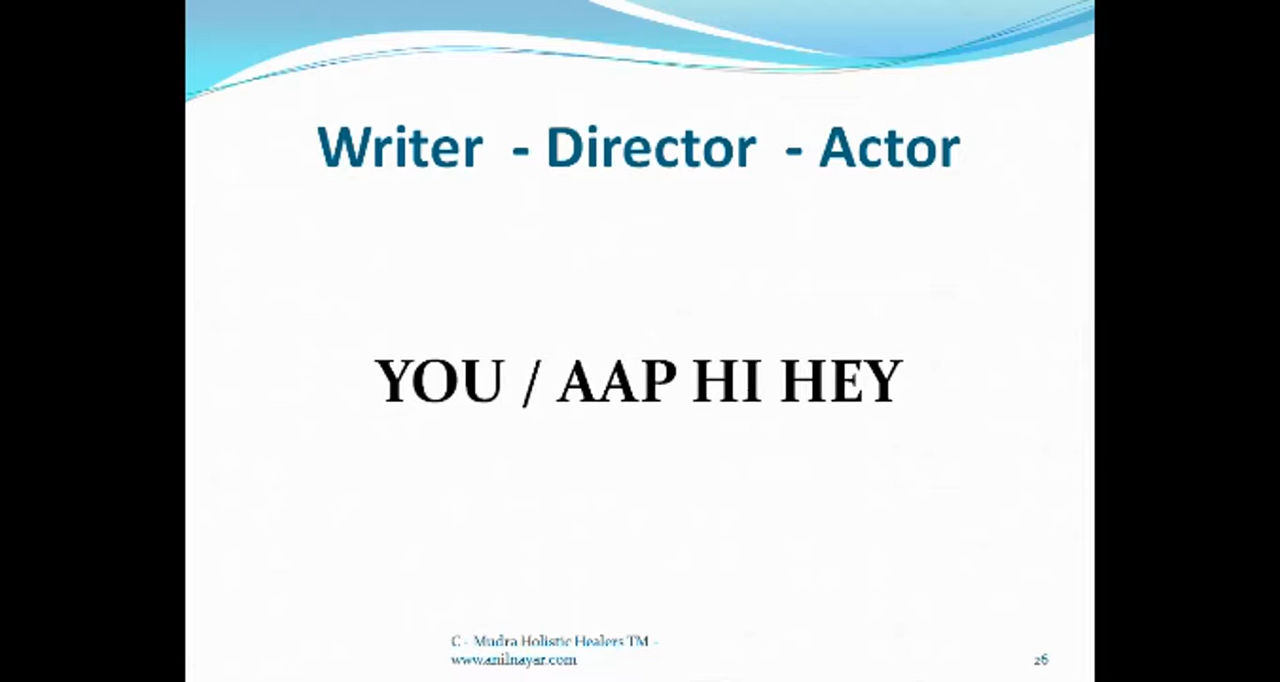 Writer - Director - Actor
YOU / AAP HI HEY
C - Mudra Holistic Healers TM -
www.anilnayar.com
26